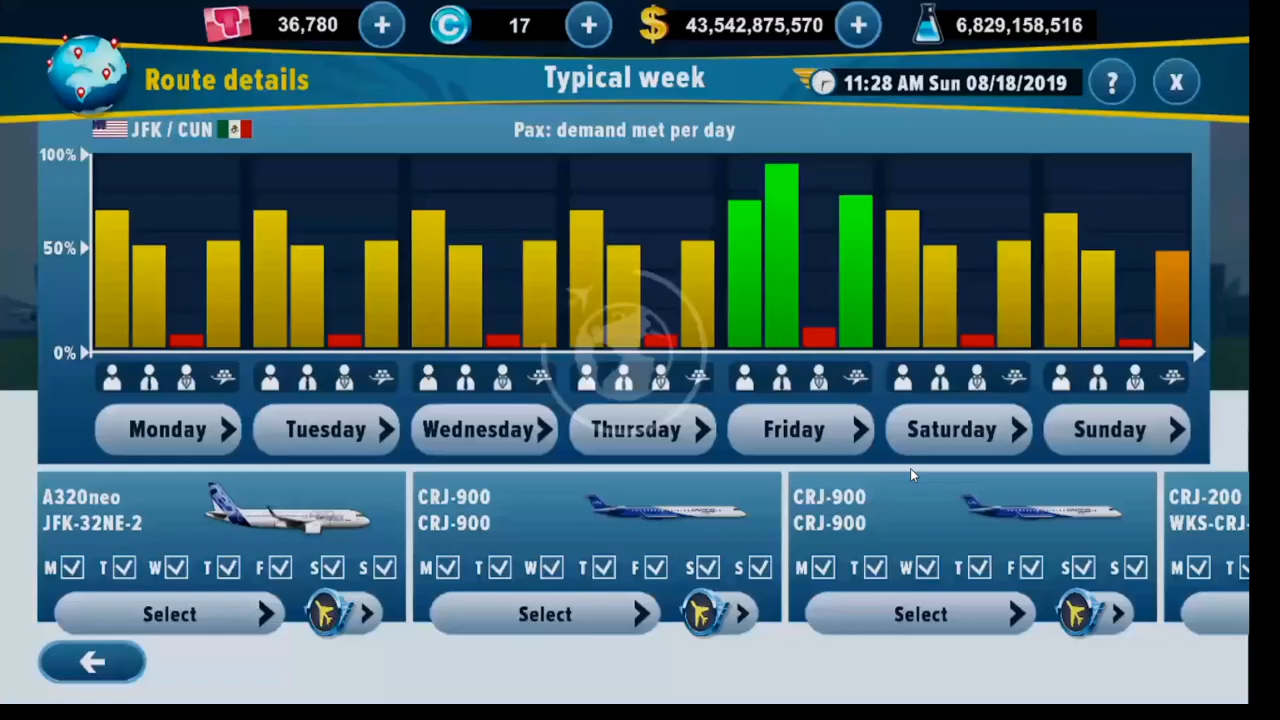 36,780
17
43,542,875,570
6,829,158,516
Route details
Typical week
11:28 AM Sun 08/18/2019
?
X
JFK / CUN
Pax: demand met per day
100%
50%
0%
Monday Tuesday Wednesday Thursday Friday Saturday Sunday
A320neo
JFK-32NE-2
M T W T F S S
Select
CRJ-900
CRJ-900
M T W T F S S
Select
CRJ-900
CRJ-900
M T W T F S S
Select
CRJ-200
WKS-CRJ-
M T